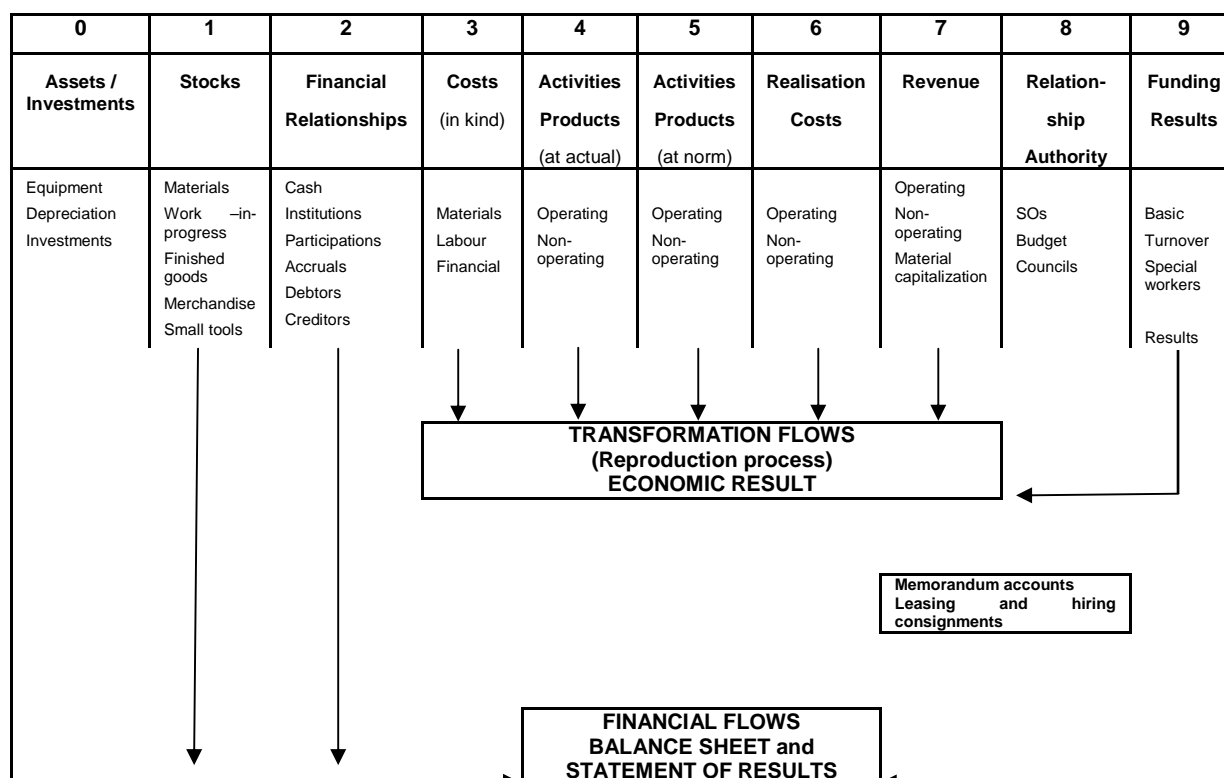 0 1 2 3 4 5 6 7 8 9
Assets /
Investments
Stocks
Financial
Relationships
Costs
(in kind)
Activities
Products
(at actual)
Activities
Products
(at norm)
Realisation
Costs
Revenue
Relation-
ship
Authority
Funding
Results
Equipment
Depreciation
Investments
Materials
Work –in-
progress
Finished
goods
Merchandise
Small tools
Cash
Institutions
Participations
Accruals
Debtors
Creditors
Materials
Labour
Financial
Operating
Non-
operating
Operating
Non-
operating
Operating
Non-
operating
Operating
Non-
operating
Material
capitalization
SOs
Budget
Councils
Basic
Turnover
Special
workers
Results
TRANSFORMATION FLOWS
(Reproduction process)
ECONOMIC RESULT
Memorandum accounts
Leasing and hiring
consignments
FINANCIAL FLOWS
BALANCE SHEET and
STATEMENT OF RESULTS